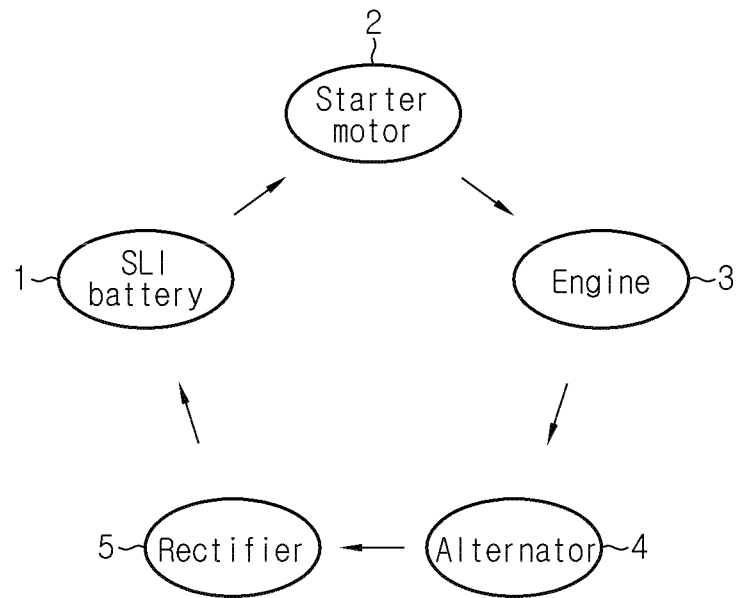 2
Starter
motor
1
SLI
battery
Engine
3
5
Rectifier
Alternator
4